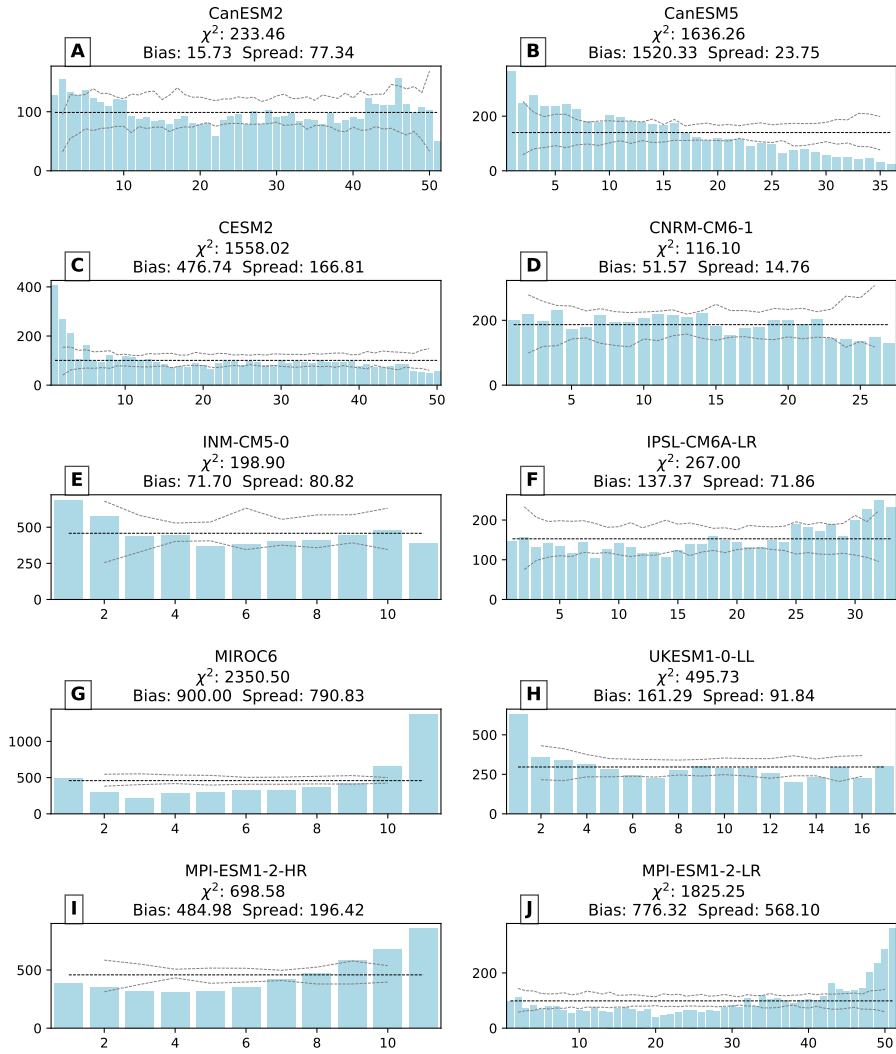 CanESM2
χ²: 233.46
A
Bias: 15.73 Spread: 77.34
100
0
10 20 30 40 50
CanESM5
χ²: 1636.26
B
Bias: 1520.33 Spread: 23.75
200
0
5 10 15 20 25 30 35
CESM2
χ²: 1558.02
C
Bias: 476.74 Spread: 166.81
400
200
0
10 20 30 40 50
CNRM-CM6-1
χ²: 116.10
D
Bias: 51.57 Spread: 14.76
200
0
5 10 15 20 25
INM-CM5-0
χ²: 198.90
E
Bias: 71.70 Spread: 80.82
500
250
0
2 4 6 8 10
IPSL-CM6A-LR
χ²: 267.00
F
Bias: 137.37 Spread: 71.86
200
100
0
5 10 15 20 25 30
MIROC6
χ²: 2350.50
G
Bias: 900.00 Spread: 790.83
1000
500
0
2 4 6 8 10
UKESM1-0-LL
χ²: 495.73
H
Bias: 161.29 Spread: 91.84
500
250
0
2 4 6 8 10 12 14 16
MPI-ESM1-2-HR
χ²: 698.58
I
Bias: 484.98 Spread: 196.42
500
0
2 4 6 8 10
MPI-ESM1-2-LR
χ²: 1825.25
J
Bias: 776.32 Spread: 568.10
200
0
10 20 30 40 50